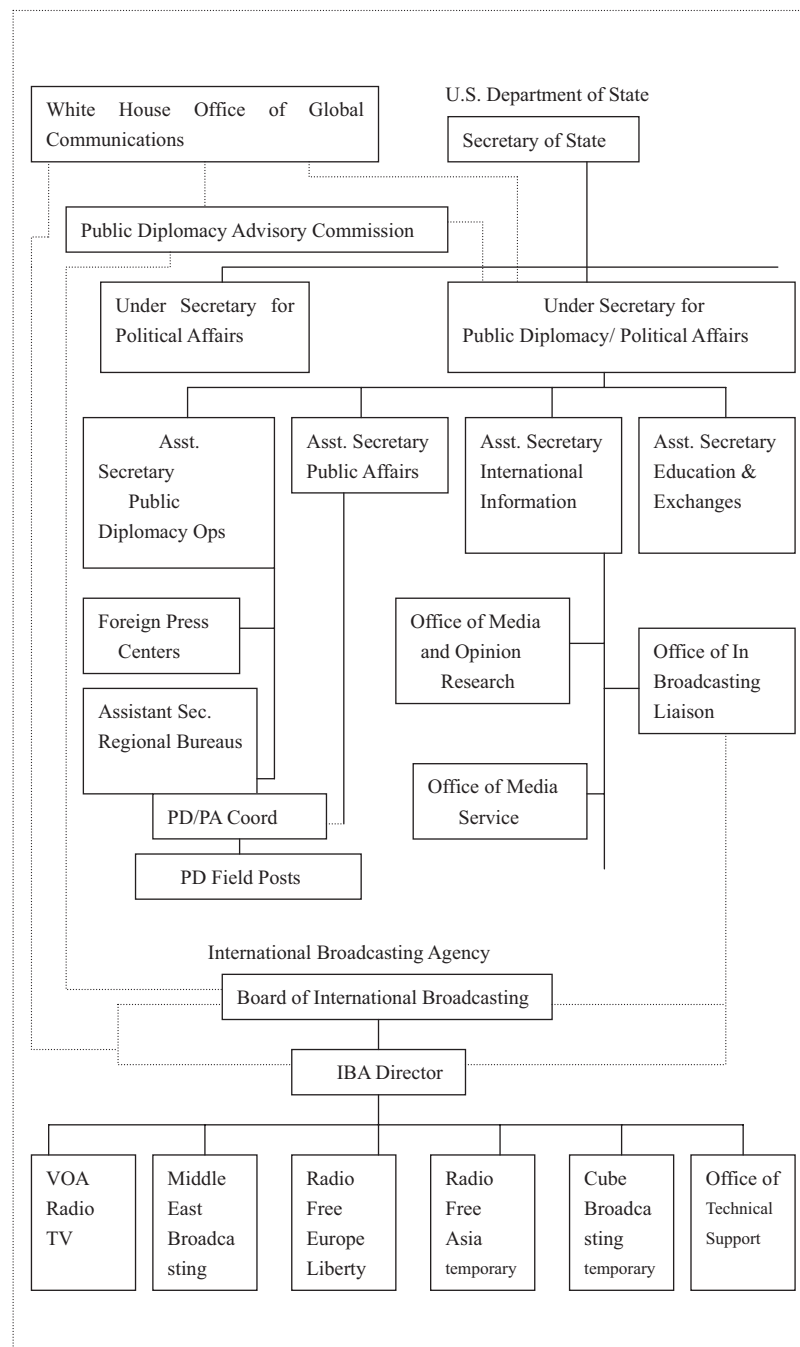 White House Office of Global
Communications
U.S. Department of State
Secretary of State
Public Diplomacy Advisory Commission
Under Secretary for
Political Affairs
Under Secretary for
Public Diplomacy/ Political Affairs
Asst.
Secretary
Public
Diplomacy Ops
Asst. Secretary
Public Affairs
Asst. Secretary
International
Information
Asst. Secretary
Education &
Exchanges
Foreign Press
Centers
Office of Media
and Opinion
Research
Office of In
Broadcasting
Liaison
Assistant Sec.
Regional Bureaus
PD/PA Coord
Office of Media
Service
PD Field Posts
International Broadcasting Agency
Board of International Broadcasting
IBA Director
VOA
Radio
TV
Middle
East
Broadca
sting
Radio
Free
Europe
Liberty
Radio
Free
Asia
temporary
Cube
Broadca
sting
temporary
Office of
Technical
Support